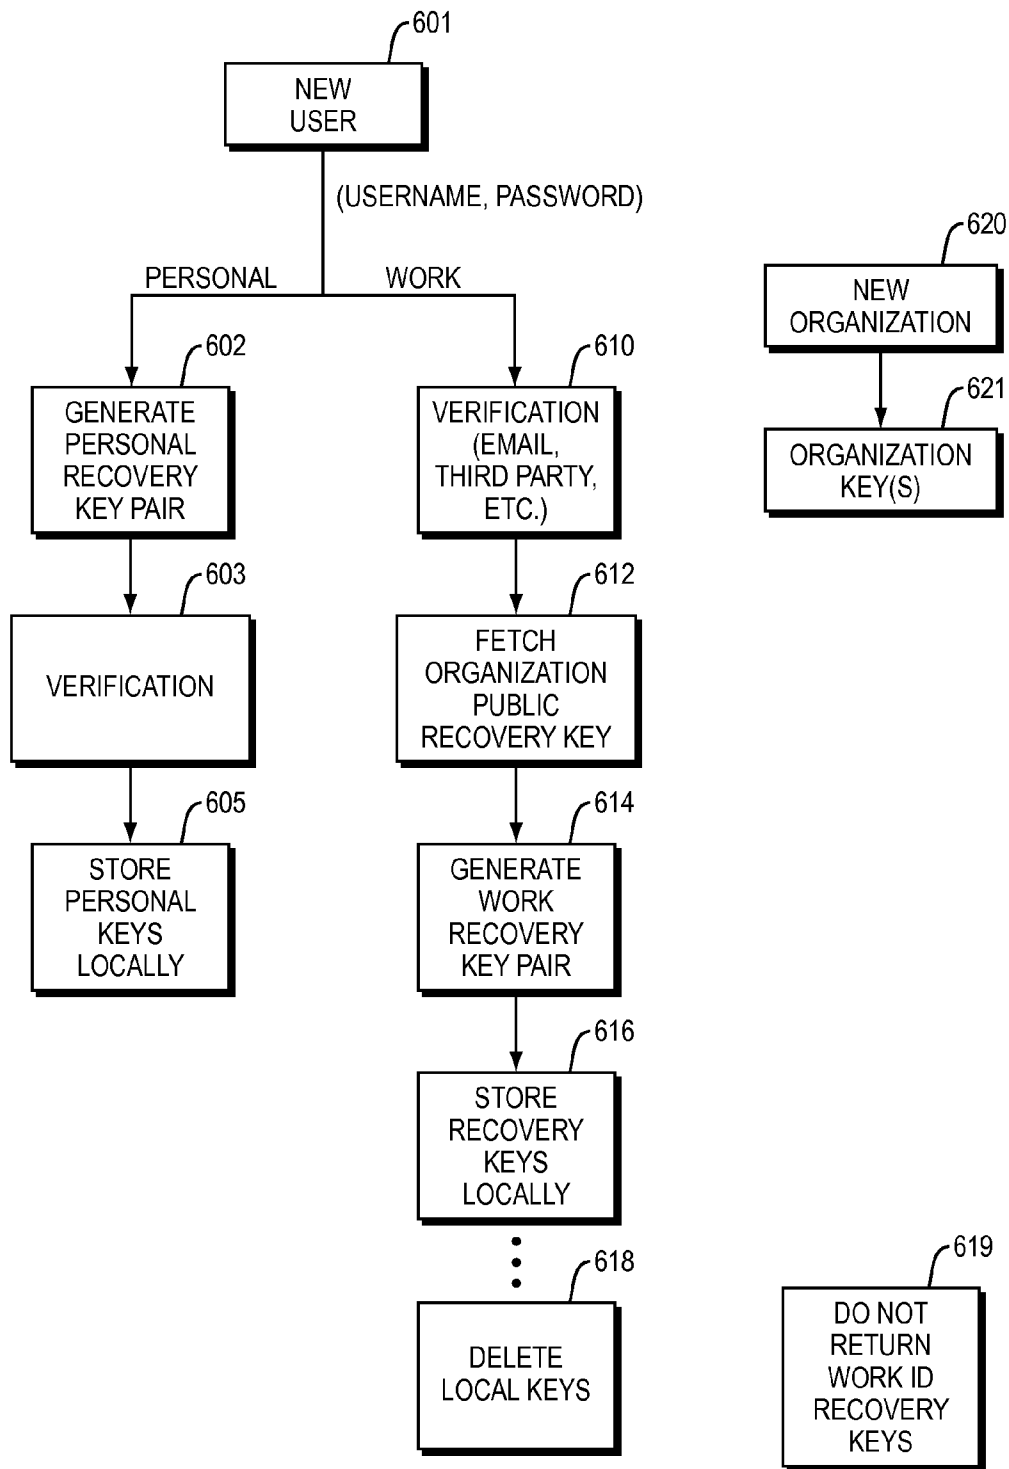 601
NEW
USER
(USERNAME, PASSWORD)
PERSONAL
WORK
620
NEW
ORGANIZATION
602
GENERATE
PERSONAL
RECOVERY
KEY PAIR
610
VERIFICATION
(EMAIL,
THIRD PARTY,
ETC.)
621
ORGANIZATION
KEY(S)
603
VERIFICATION
612
FETCH
ORGANIZATION
PUBLIC
RECOVERY KEY
605
STORE
PERSONAL
KEYS
LOCALLY
614
GENERATE
WORK
RECOVERY
KEY PAIR
616
STORE
RECOVERY
KEYS
LOCALLY
618
DELETE
LOCAL KEYS
619
DO NOT
RETURN
WORK ID
RECOVERY
KEYS